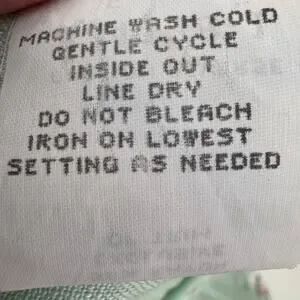 MACHINE WASH COLD
GENTLE CYCLE
INSIDE OUT
LINE DRY
DO NOT BLEACH
IRON ON LOWEST
SETTING AS NEEDED